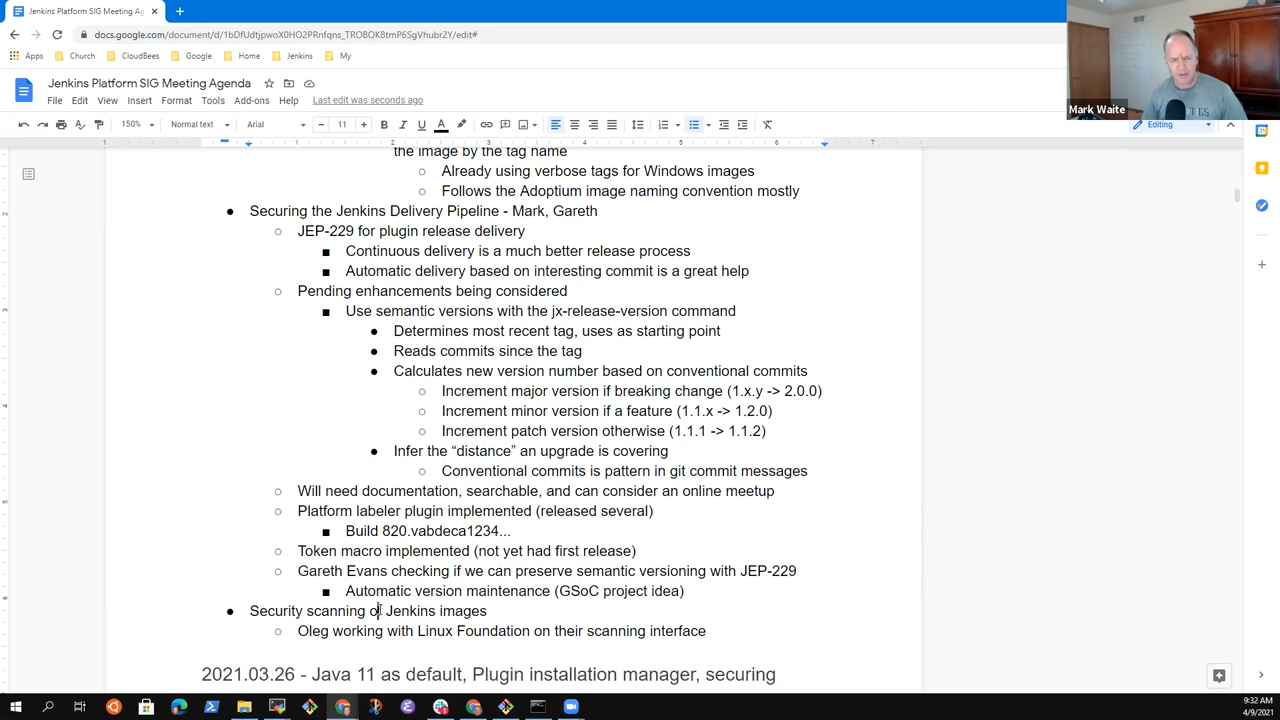 Jenkins Platform SIG Meeting Ag
docs.google.com/document/d/1bDfUdtjpwoX0HO2PRnfqns_TROBOK8tmP6SgVhubr2Y/edit#
Apps Church CloudBees Google Home Jenkins My
Jenkins Platform SIG Meeting Agenda
File Edit View Insert Format Tools Add-ons Help Last edit was seconds ago
150% Normal text Arial 11 Editing
Mark Waite
1 1 2 3 4 5 6 7
the image by the tag name
Already using verbose tags for Windows images
Follows the Adoptium image naming convention mostly
Securing the Jenkins Delivery Pipeline - Mark, Gareth
JEP-229 for plugin release delivery
Continuous delivery is a much better release process
Automatic delivery based on interesting commit is a great help
Pending enhancements being considered
Use semantic versions with the jx-release-version command
Determines most recent tag, uses as starting point
Reads commits since the tag
Calculates new version number based on conventional commits
Increment major version if breaking change (1.x.y -> 2.0.0)
Increment minor version if a feature (1.1.x -> 1.2.0)
Increment patch version otherwise (1.1.1 -> 1.1.2)
Infer the “distance” an upgrade is covering
Conventional commits is pattern in git commit messages
Will need documentation, searchable, and can consider an online meetup
Platform labeler plugin implemented (released several)
Build 820.vabdeca1234...
Token macro implemented (not yet had first release)
Gareth Evans checking if we can preserve semantic versioning with JEP-229
Automatic version maintenance (GSoC project idea)
Security scanning of Jenkins images
Oleg working with Linux Foundation on their scanning interface
2021.03.26 - Java 11 as default, Plugin installation manager, securing
9:32 AM
4/9/2021